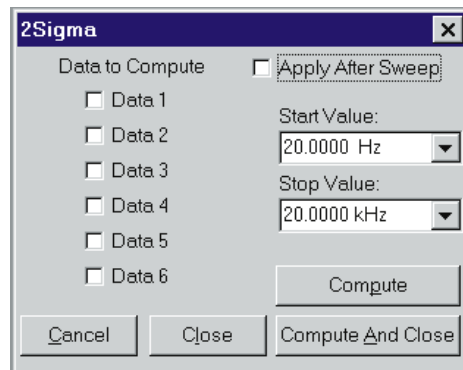 2Sigma
Data to Compute
Apply After Sweep
Data 1
Data 2
Data 3
Data 4
Data 5
Data 6
Start Value:
20.0000 Hz
Stop Value:
20.0000 kHz
Compute
Cancel
Close
Compute And Close